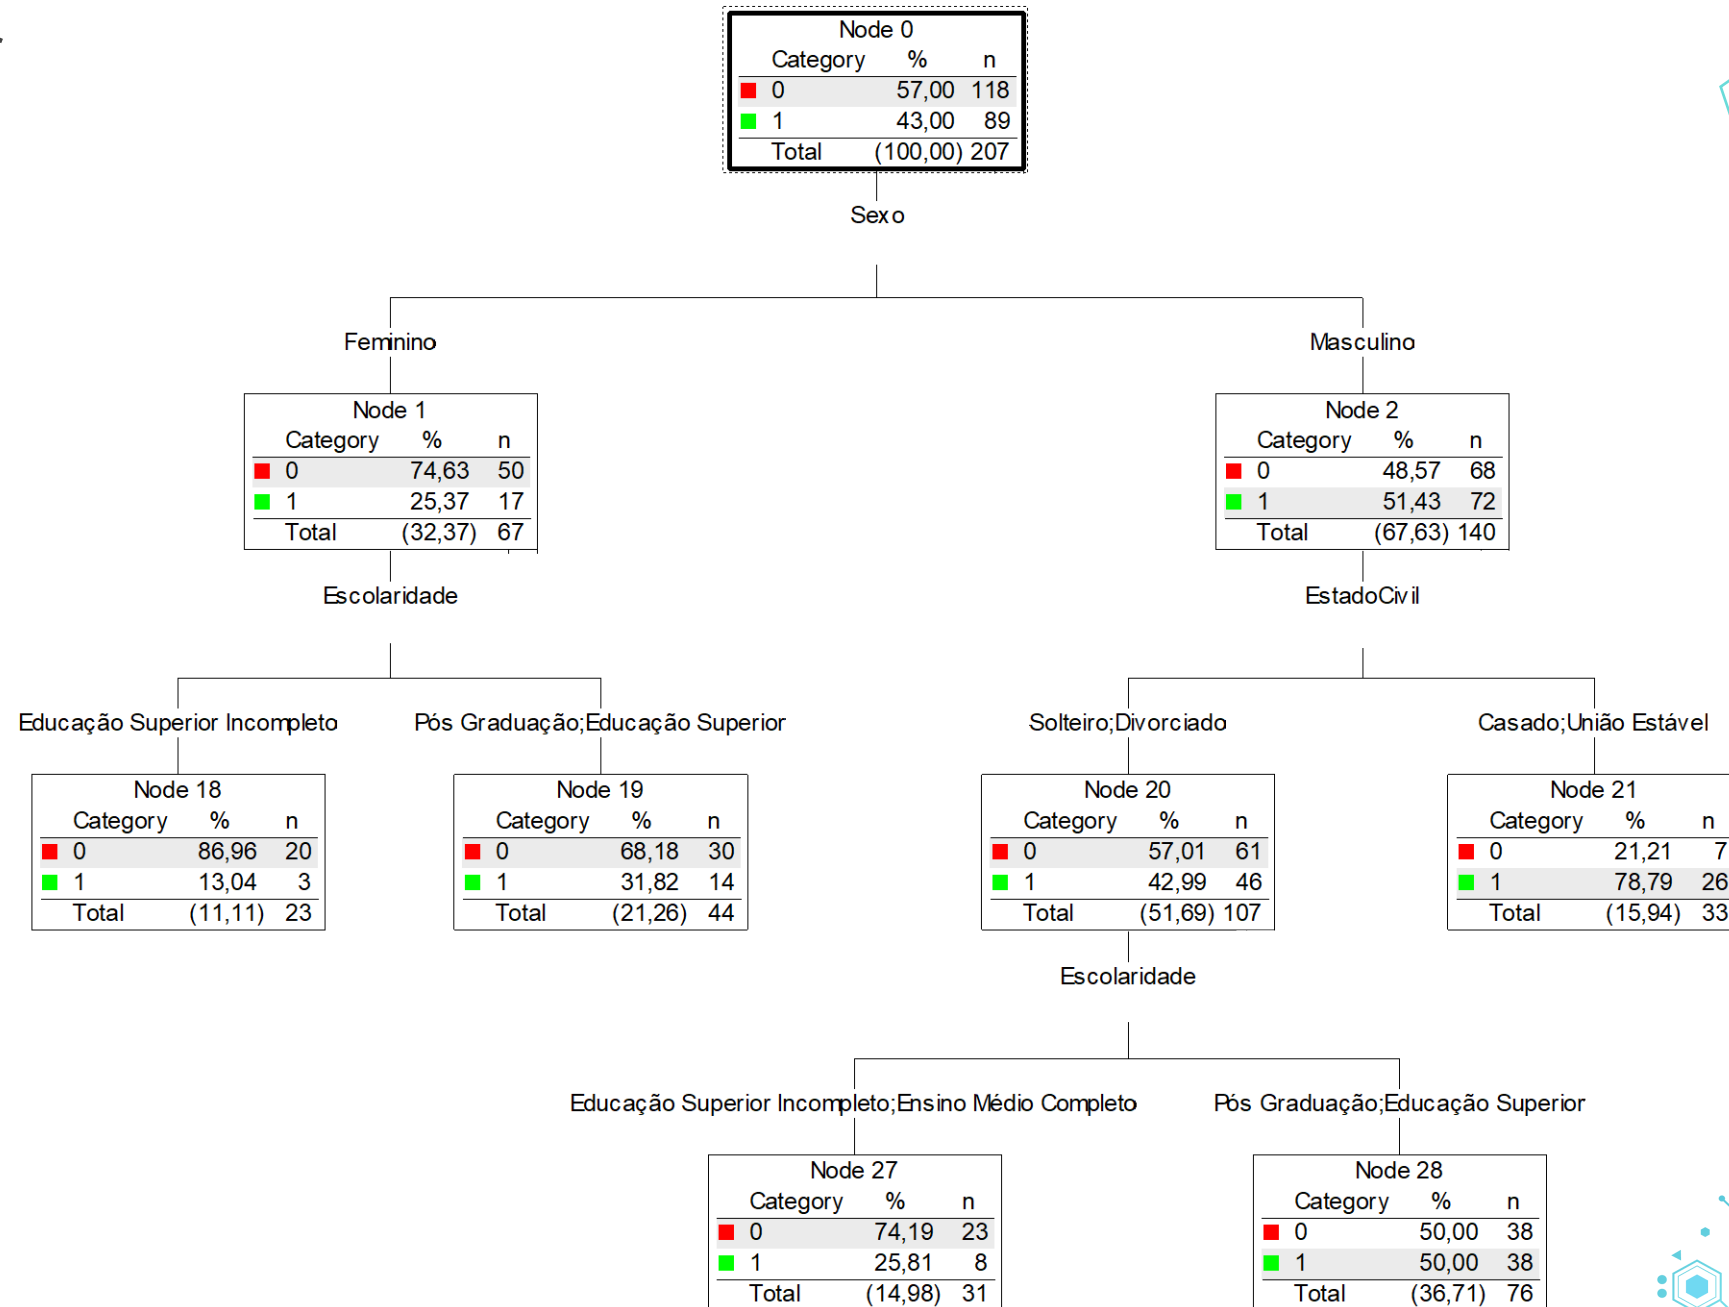 Node 0
Category % n
0 57,00 118
1 43,00 89
Total (100,00) 207
Sexo
Feminino
Masculino
Node 1
Category % n
0 74,63 50
1 25,37 17
Total (32,37) 67
Node 2
Category % n
0 48,57 68
1 51,43 72
Total (67,63) 140
Escolaridade
EstadoCivil
Educação Superior Incompleto
Pós Graduação;Educação Superior
Solteiro;Divorciado
Casado;União Estável
Node 18
Category % n
0 86,96 20
1 13,04 3
Total (11,11) 23
Node 19
Category % n
0 68,18 30
1 31,82 14
Total (21,26) 44
Node 20
Category % n
0 57,01 61
1 42,99 46
Total (51,69) 107
Node 21
Category % n
0 21,21 7
1 78,79 26
Total (15,94) 33
Escolaridade
Educação Superior Incompleto;Ensino Médio Completo
Pós Graduação;Educação Superior
Node 27
Category % n
0 74,19 23
1 25,81 8
Total (14,98) 31
Node 28
Category % n
0 50,00 38
1 50,00 38
Total (36,71) 76